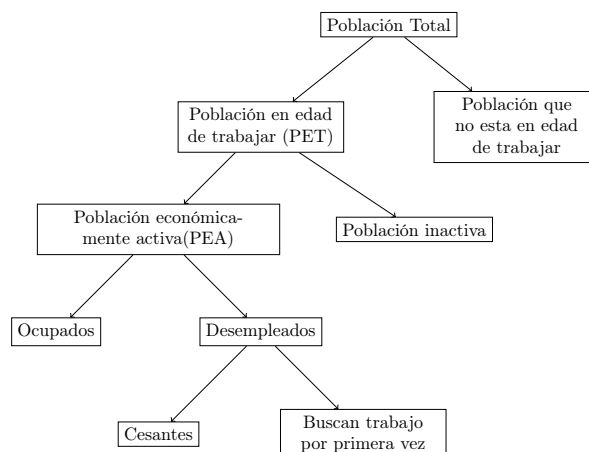 Población Total
Población en edad
de trabajar (PET)
Población que
no esta en edad
de trabajar
Población económica-
mente activa(PEA)
Población inactiva
Ocupados
Desempleados
Cesantes
Buscan trabajo
por primera vez